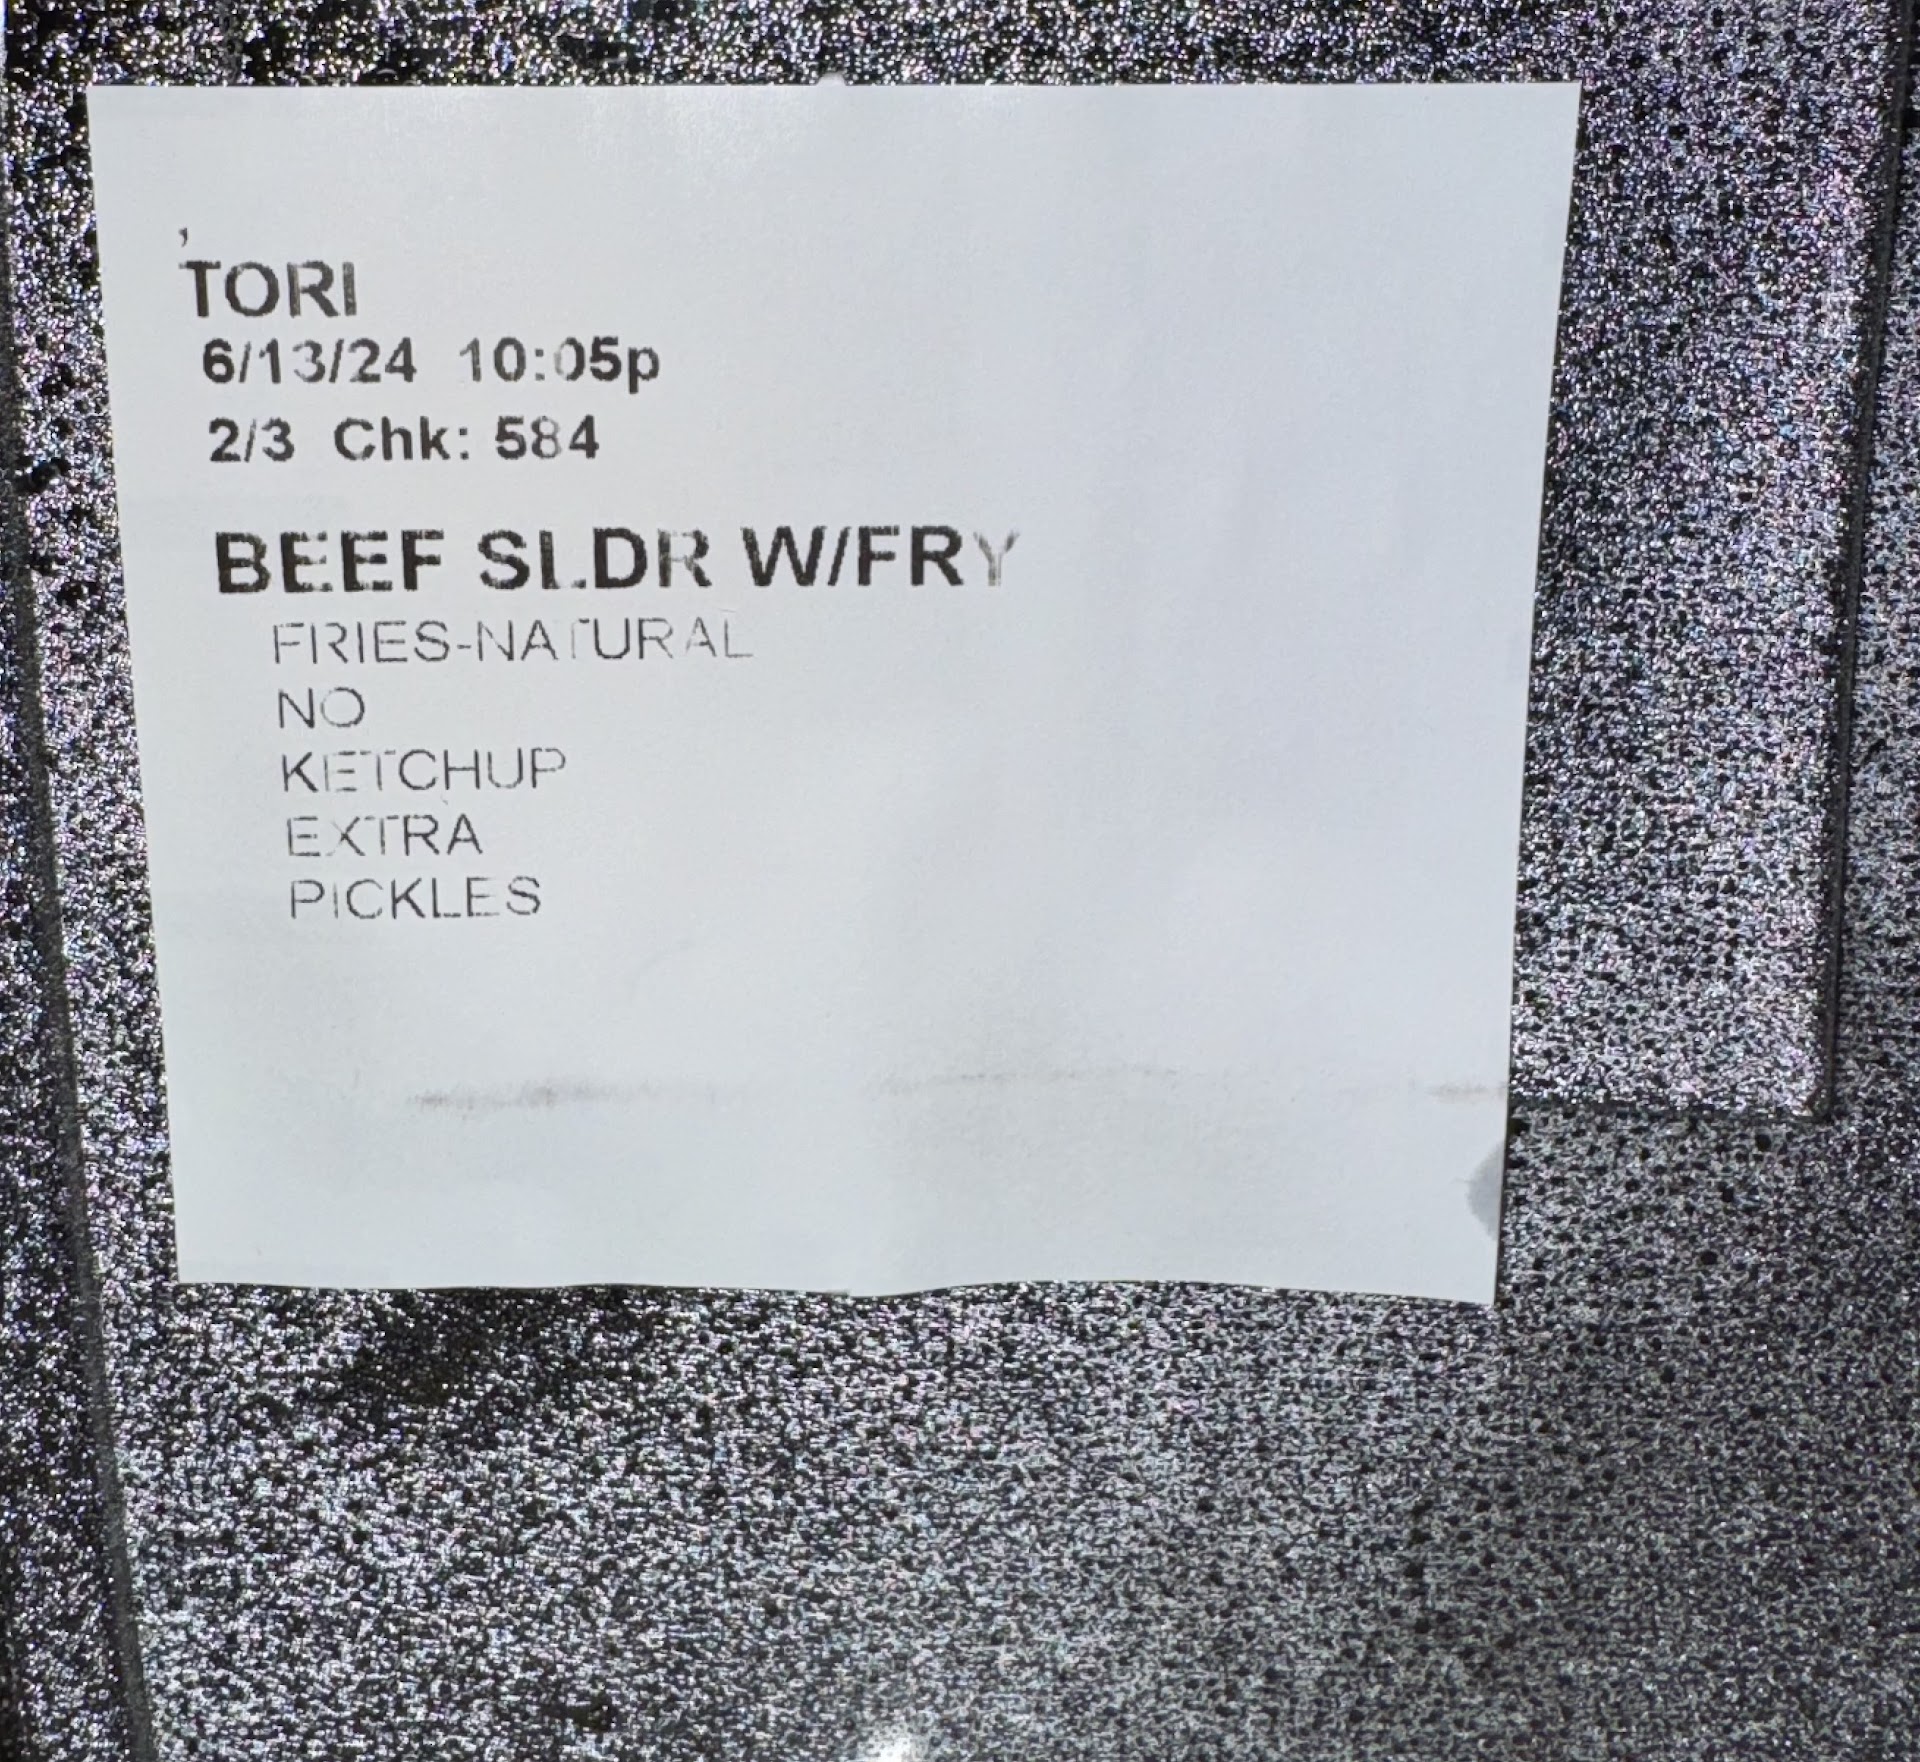 ,
TORI
6/13/24 10:05p
2/3 Chk: 584
BEEF SLDR W/FRY
FRIES-NATURAL
NO
KETCHUP
EXTRA
PICKLES